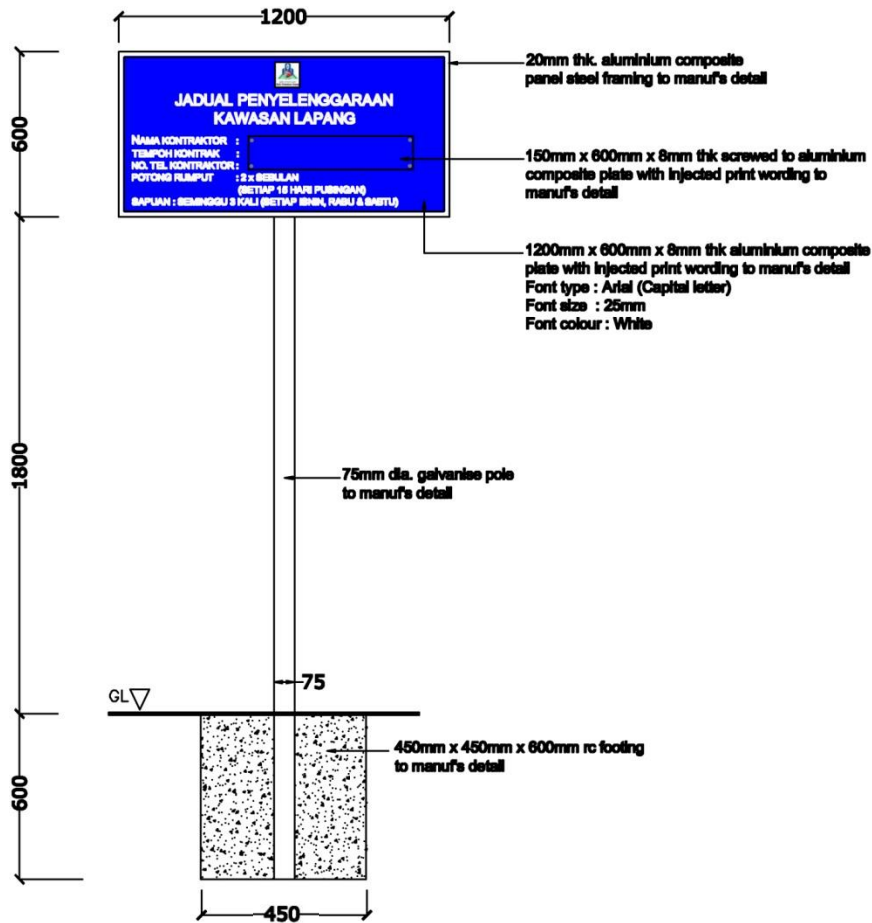 1200
20mm thk. aluminium composite
panel steel framing to manuf's detail
600
JADUAL PENYELENGGARAAN
KAWASAN LAPANG
NAMA KONTRAKTOR :
TEMPOH KONTRAK :
NO. TEL KONTRAKTOR :
POTONG RUMPUT : 2 x SEBULAN
(SETIAP 15 HARI PUSINGAN)
SAPUAN : SEMINGGU 3 KALI (SETIAP ISNIN, RABU & SABTU)
150mm x 600mm x 8mm thk screwed to aluminium
composite plate with injected print wording to
manuf's detail
1200mm x 600mm x 8mm thk aluminium composite
plate with injected print wording to manuf's detail
Font type : Arial (Capital letter)
Font size : 25mm
Font colour : White
1800
75mm dia. galvanise pole
to manuf's detail
75
GL
450mm x 450mm x 600mm rc footing
to manuf's detail
600
450